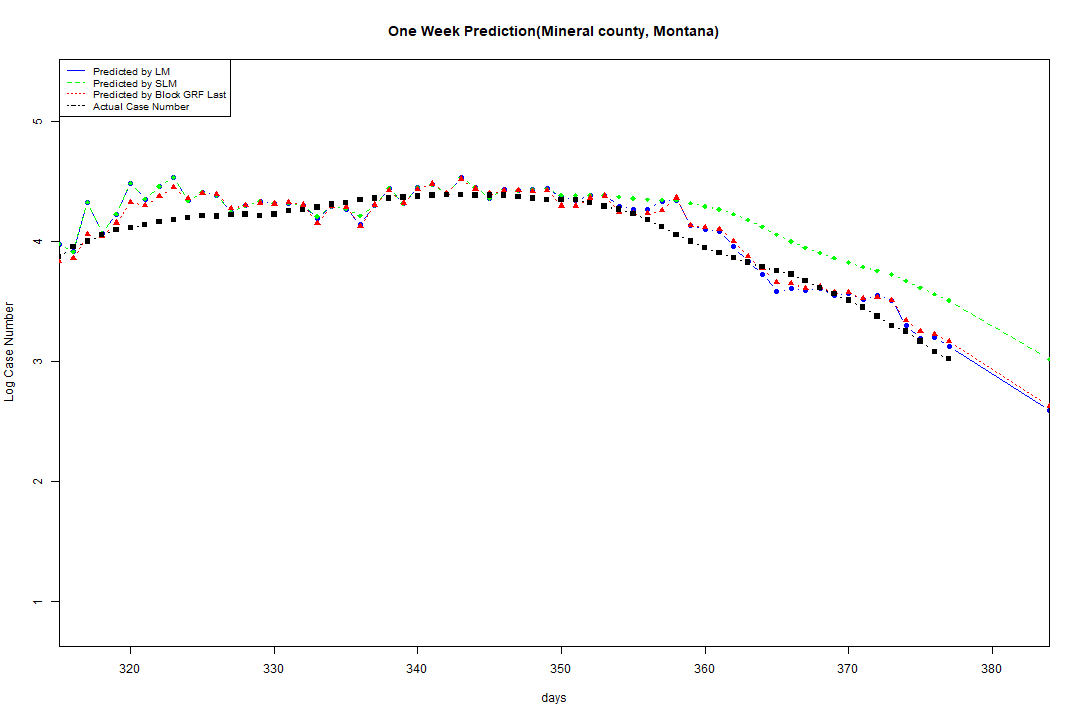 One Week Prediction(Mineral county, Montana)
Predicted by LM
Predicted by SLM
Predicted by Block GRF Last
Actual Case Number
5
4
3
2
1
Log Case Number
320 330 340 350 360 370 380
days